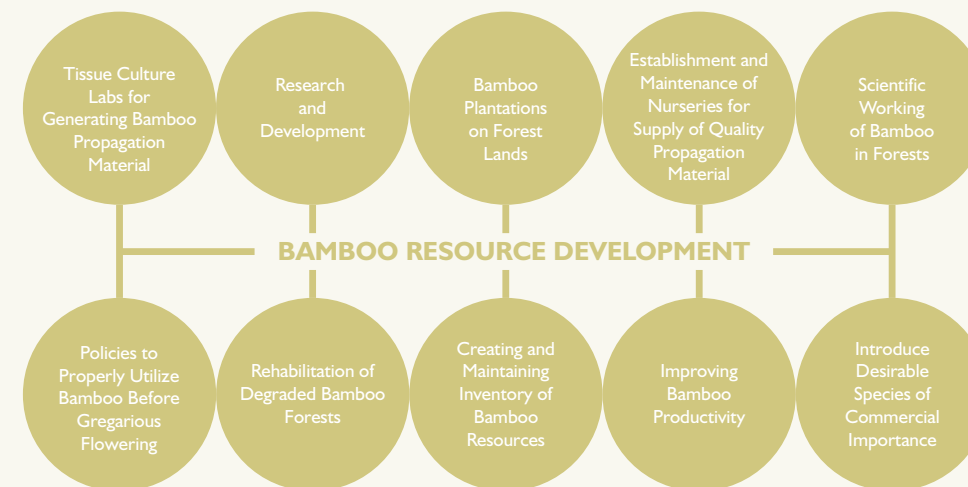 Tissue Culture
Labs for
Generating Bamboo
Propagation
Material
Research
and
Development
Bamboo
Plantations
on Forest
Lands
Establishment and
Maintenance of
Nurseries for
Supply of Quality
Propagation
Material
Scientific
Working
of Bamboo
in Forests
BAMBOO RESOURCE DEVELOPMENT
Policies to
Properly Utilize
Bamboo Before
Gregarious
Flowering
Rehabilitation of
Degraded Bamboo
Forests
Creating and
Maintaining
Inventory of
Bamboo
Resources
Improving
Bamboo
Productivity
Introduce
Desirable
Species of
Commercial
Importance